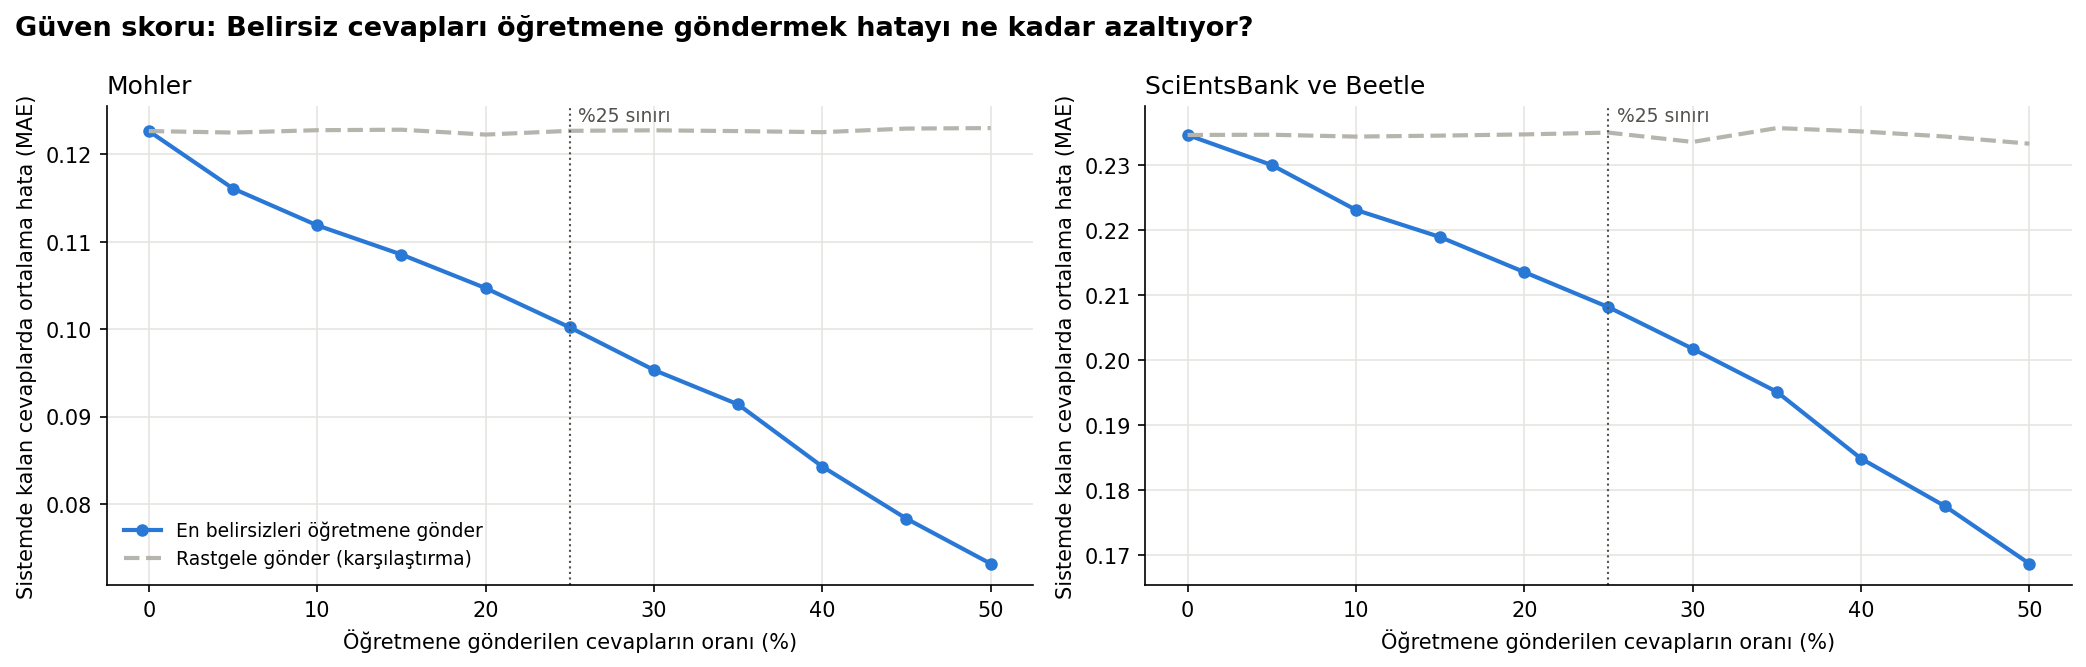 Güven skoru: Belirsiz cevapları öğretmene göndermek hatayı ne kadar azaltıyor?
Mohler
Sistemde kalan cevaplarda ortalama hata (MAE)
0.12
0.11
0.10
0.09
0.08
%25 sınırı
En belirsizleri öğretmene gönder
Rastgele gönder (karşılaştırma)
0 10 20 30 40 50
Öğretmene gönderilen cevapların oranı (%)
SciEntsBank ve Beetle
Sistemde kalan cevaplarda ortalama hata (MAE)
0.23
0.22
0.21
0.20
0.19
0.18
0.17
%25 sınırı
0 10 20 30 40 50
Öğretmene gönderilen cevapların oranı (%)